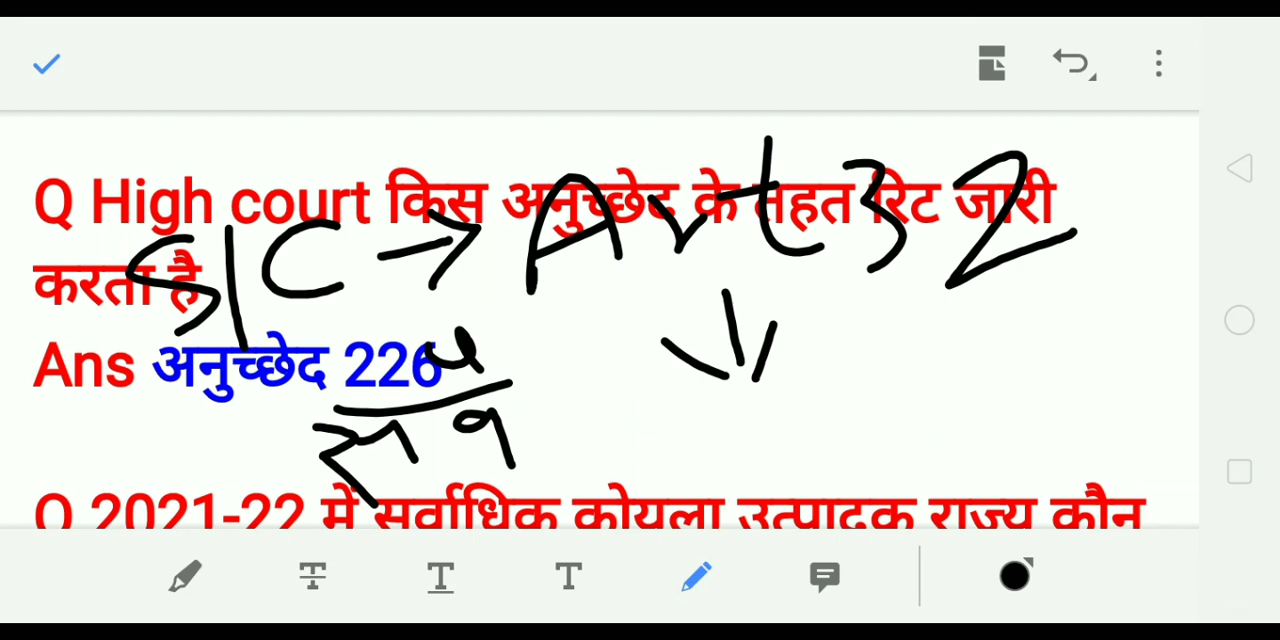 Q High court किस अनुच्छेद के तहत रिट जारी
करता है
S/C → Art 32
Ans अनुच्छेद 226
Q 2021-22 में सर्वाधिक कोयला उत्पादक राज्य कौन